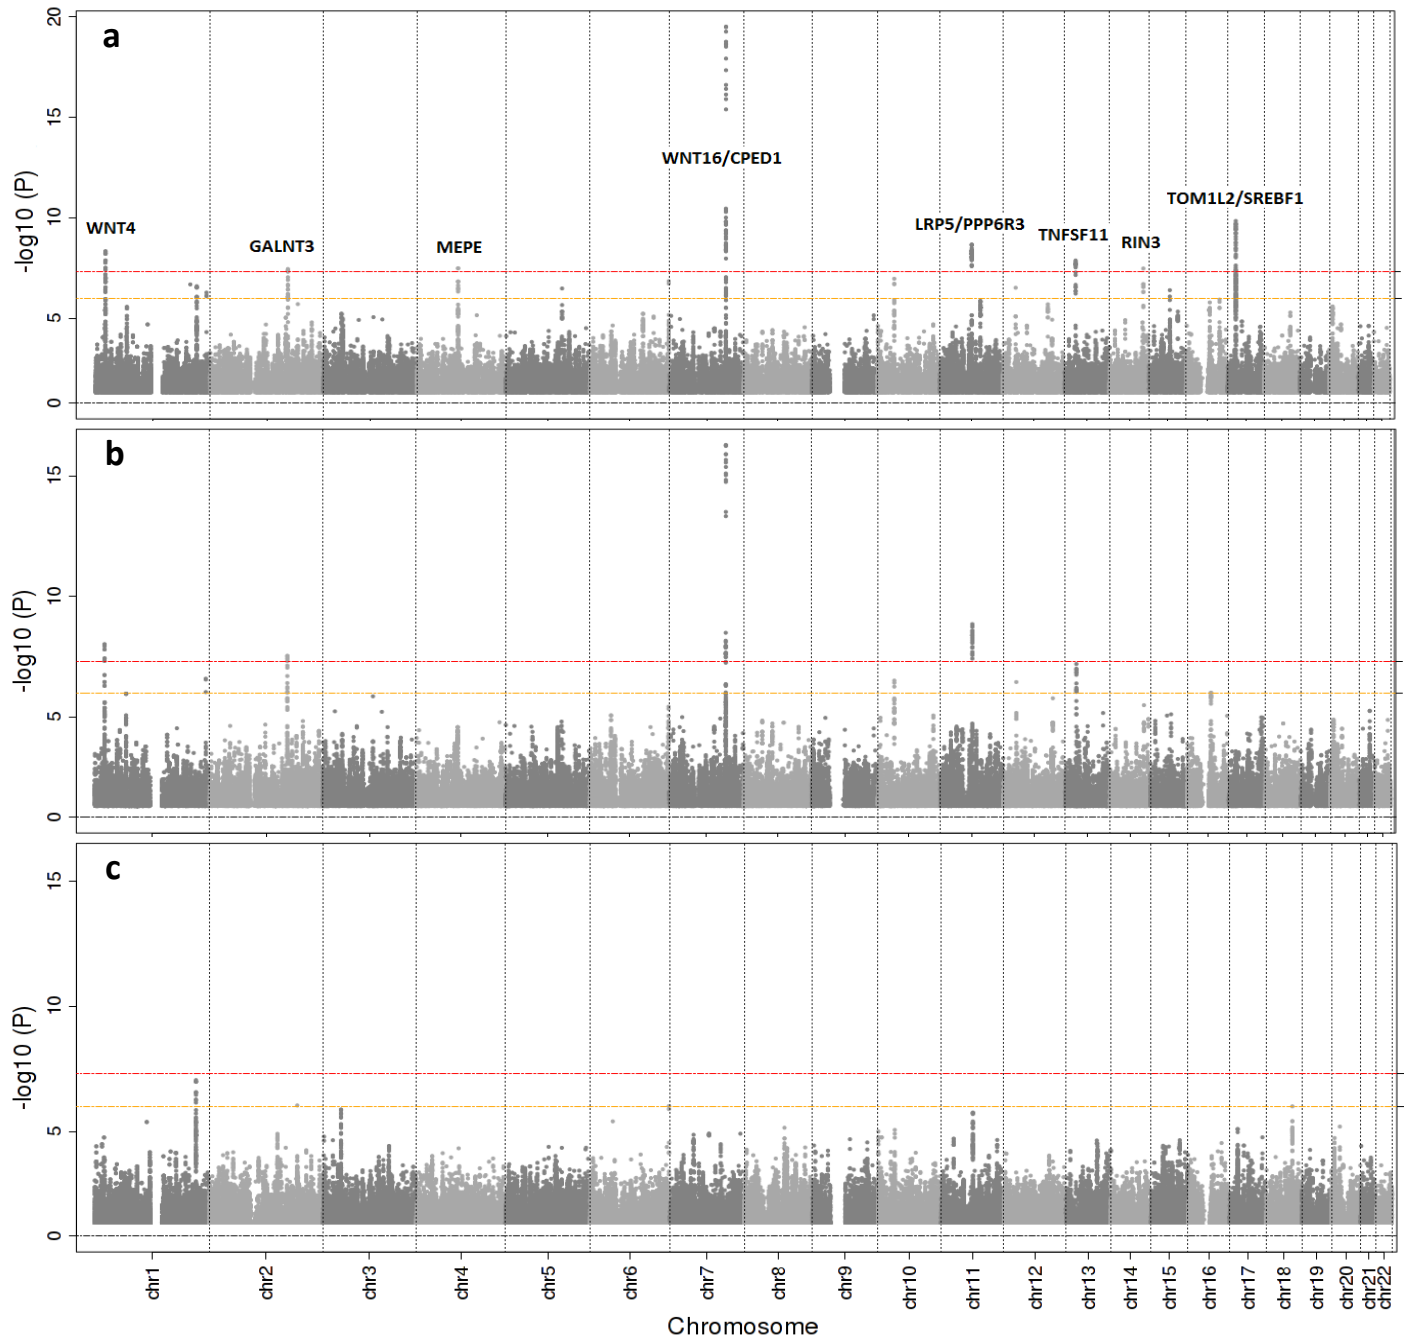 a
20
15
10
5
0
-log10 (P)
WNT4
GALNT3
MEPE
WNT16/CPED1
LRP5/PPP6R3
TNFSF11
RIN3
TOM1L2/SREBF1
b
15
10
5
0
-log10 (P)
c
15
10
5
0
-log10 (P)
chr1
chr2
chr3
chr4
chr5
chr6
chr7
chr8
chr9
chr10
chr11
chr12
chr13
chr14
chr15
chr16
chr17
chr18
chr19
chr20
chr21
chr22
Chromosome